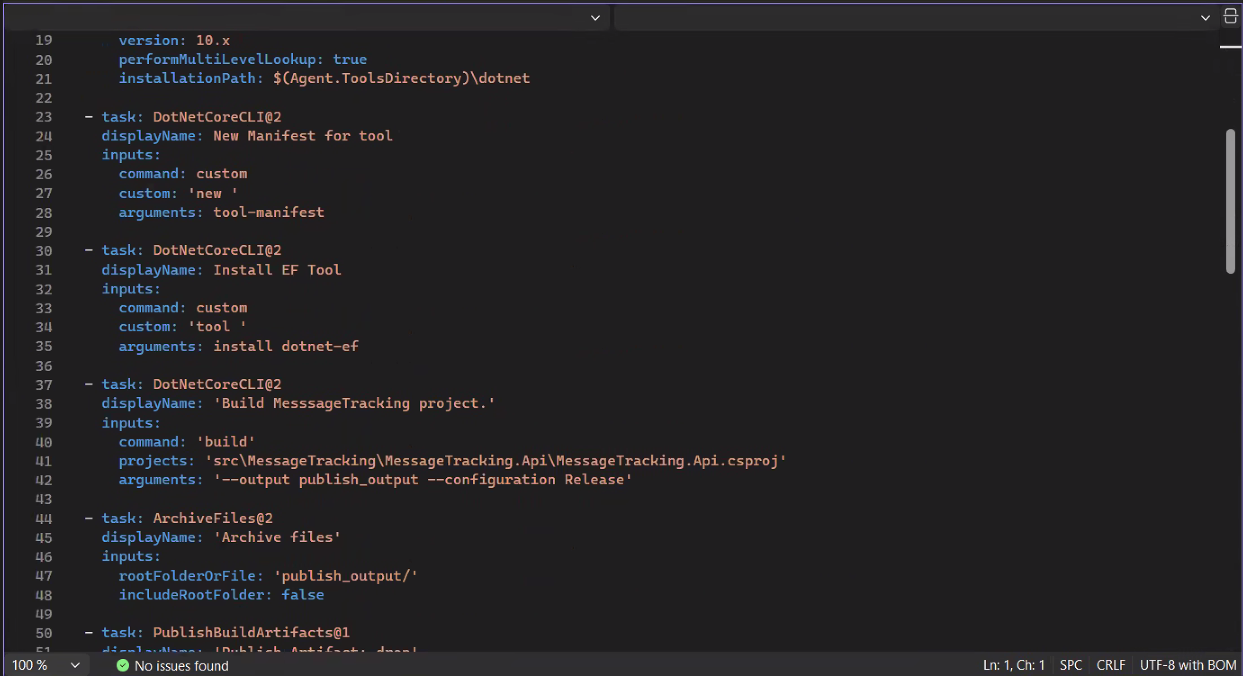 19 version: 10.x
20 performMultiLevelLookup: true
21 installationPath: $(Agent.ToolsDirectory)\dotnet
22
23 - task: DotNetCoreCLI@2
24 displayName: New Manifest for tool
25 inputs:
26 command: custom
27 custom: 'new '
28 arguments: tool-manifest
29
30 - task: DotNetCoreCLI@2
31 displayName: Install EF Tool
32 inputs:
33 command: custom
34 custom: 'tool '
35 arguments: install dotnet-ef
36
37 - task: DotNetCoreCLI@2
38 displayName: 'Build MesssageTracking project.'
39 inputs:
40 command: 'build'
41 projects: 'src\MessageTracking\MessageTracking.Api\MessageTracking.Api.csproj'
42 arguments: '--output publish_output --configuration Release'
43
44 - task: ArchiveFiles@2
45 displayName: 'Archive files'
46 inputs:
47 rootFolderOrFile: 'publish_output/'
48 includeRootFolder: false
49
50 - task: PublishBuildArtifacts@1
51 displayName: 'Publish Artifact: drop'
100 % No issues found Ln: 1, Ch: 1 SPC CRLF UTF-8 with BOM